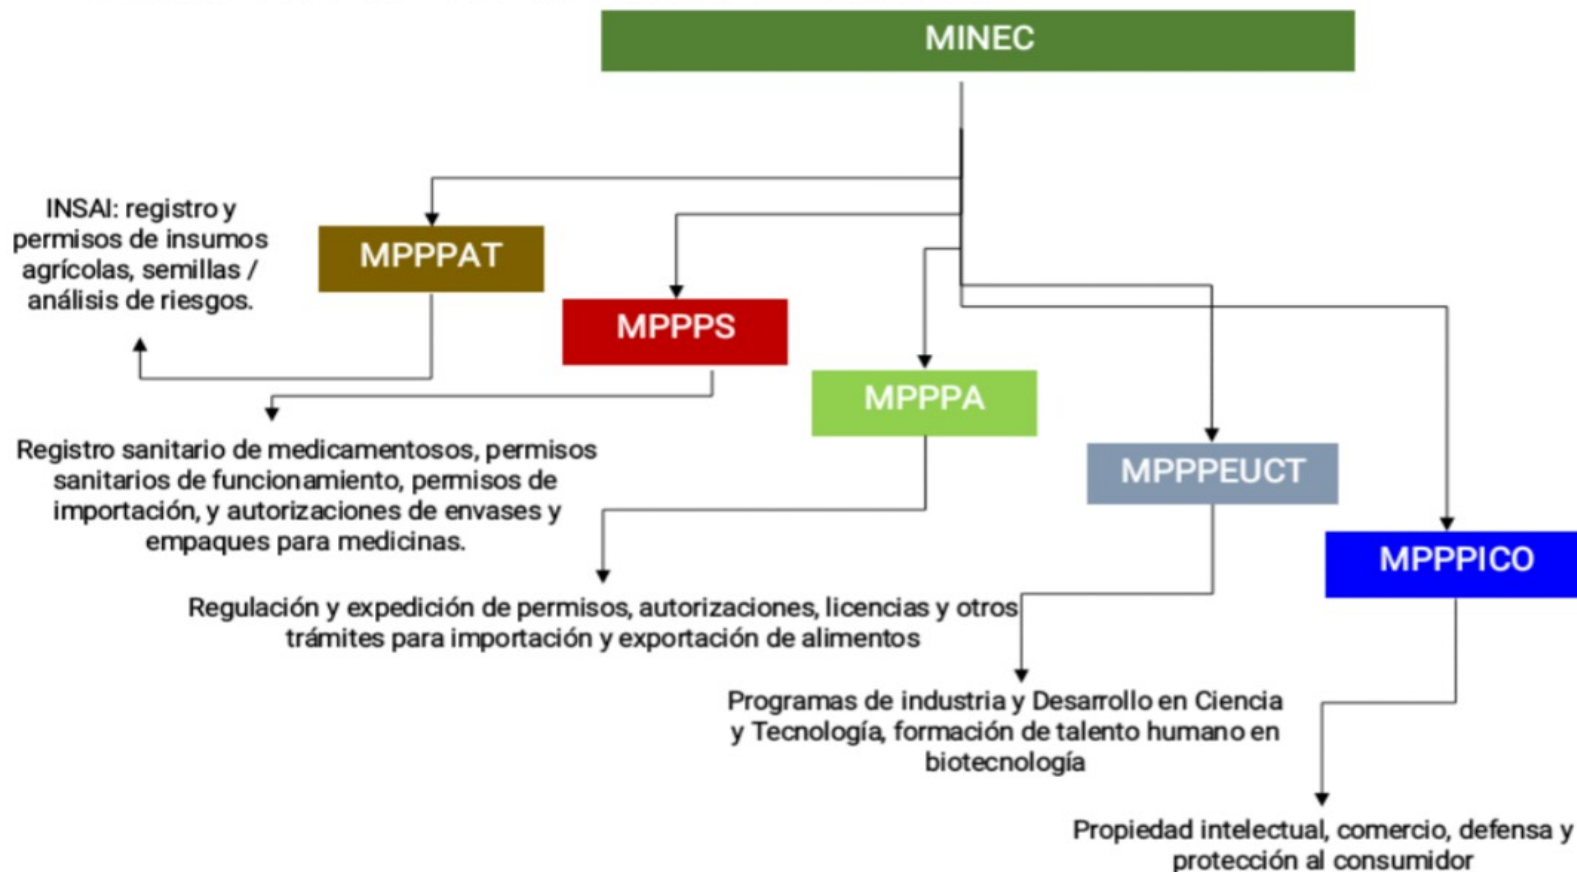 MINEC
INSAI: registro y
permisos de insumos
agrícolas, semillas /
análisis de riesgos.
MPPPAT
MPPPS
MPPPA
Registro sanitario de medicamentosos, permisos
sanitarios de funcionamiento, permisos de
importación, y autorizaciones de envases y
empaques para medicinas.
MPPPEUCT
MPPPICO
Regulación y expedición de permisos, autorizaciones, licencias y otros
trámites para importación y exportación de alimentos
Programas de industria y Desarrollo en Ciencia
y Tecnología, formación de talento humano en
biotecnología
Propiedad intelectual, comercio, defensa y
protección al consumidor